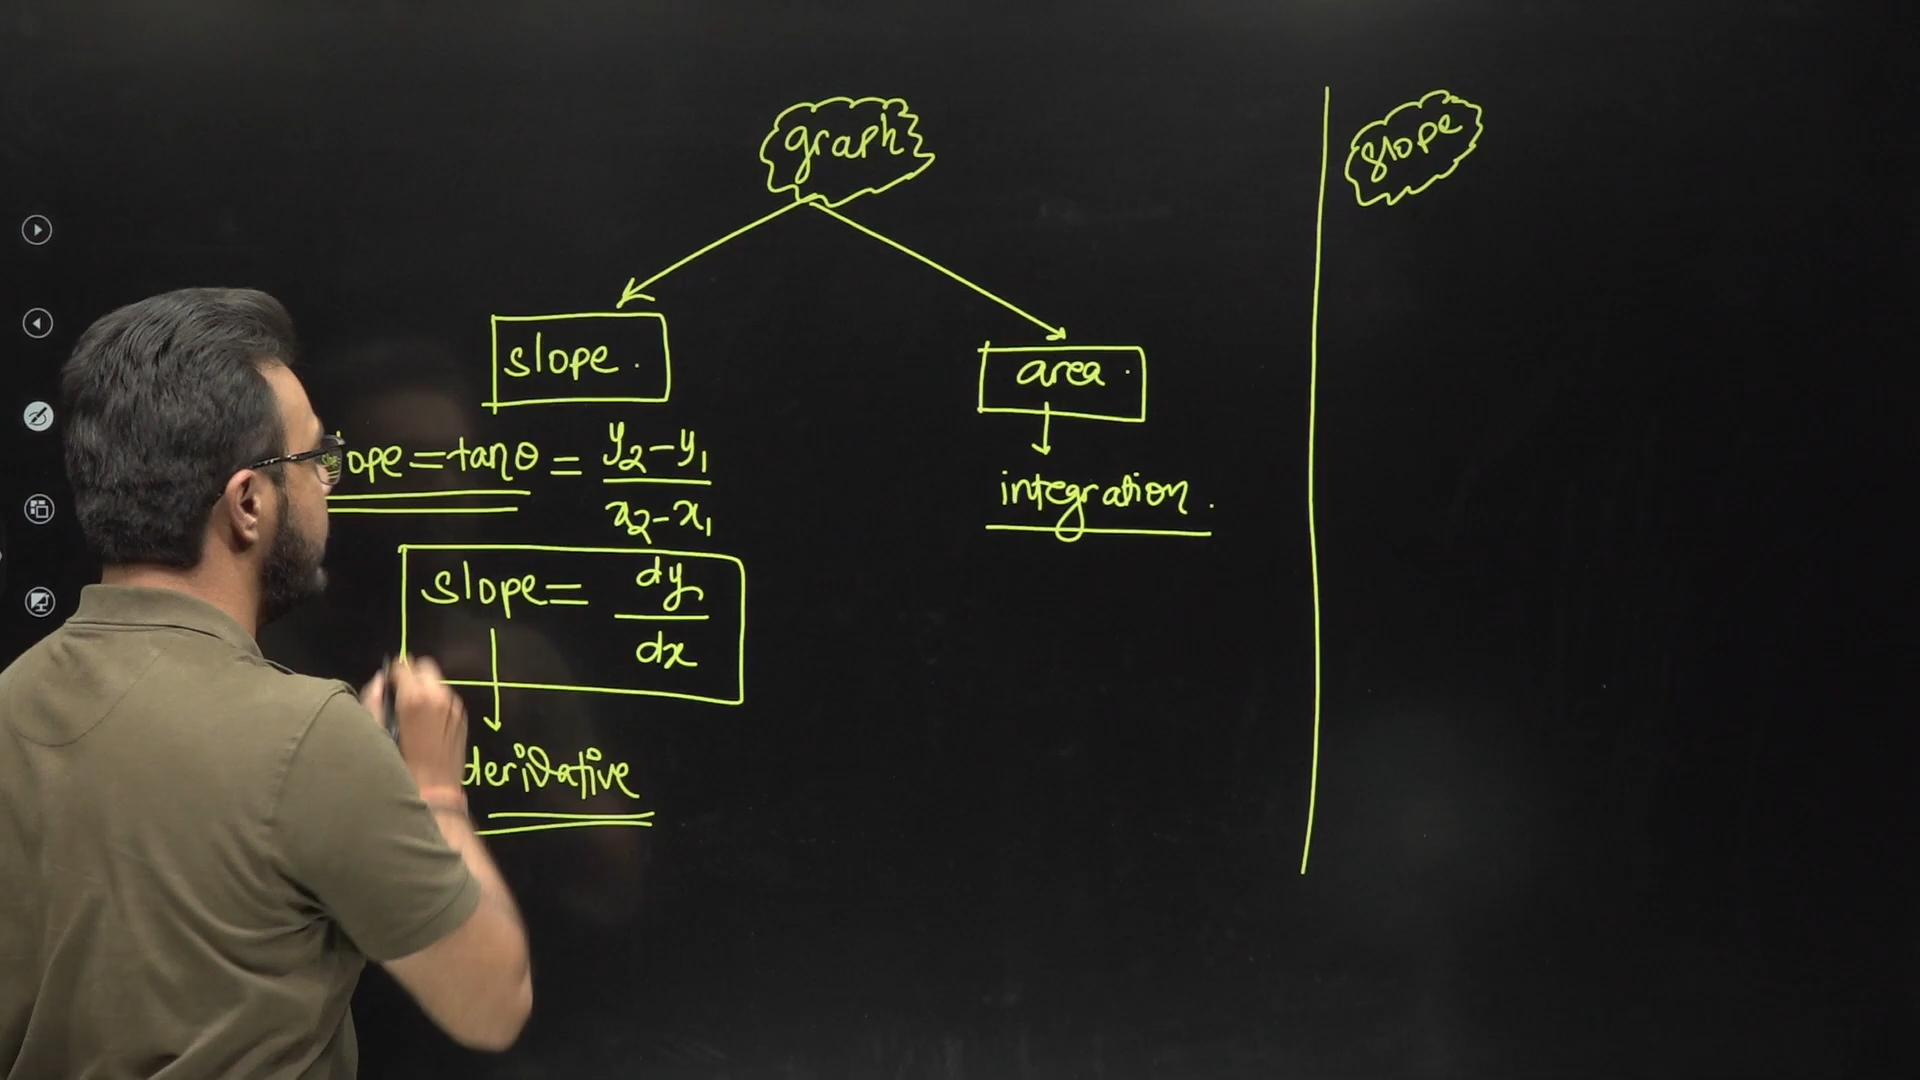 graph
slope
slope.
area.
ope = tanθ = y₂-y₁ / x₂-x₁
integration.
slope = dy / dx
derivative